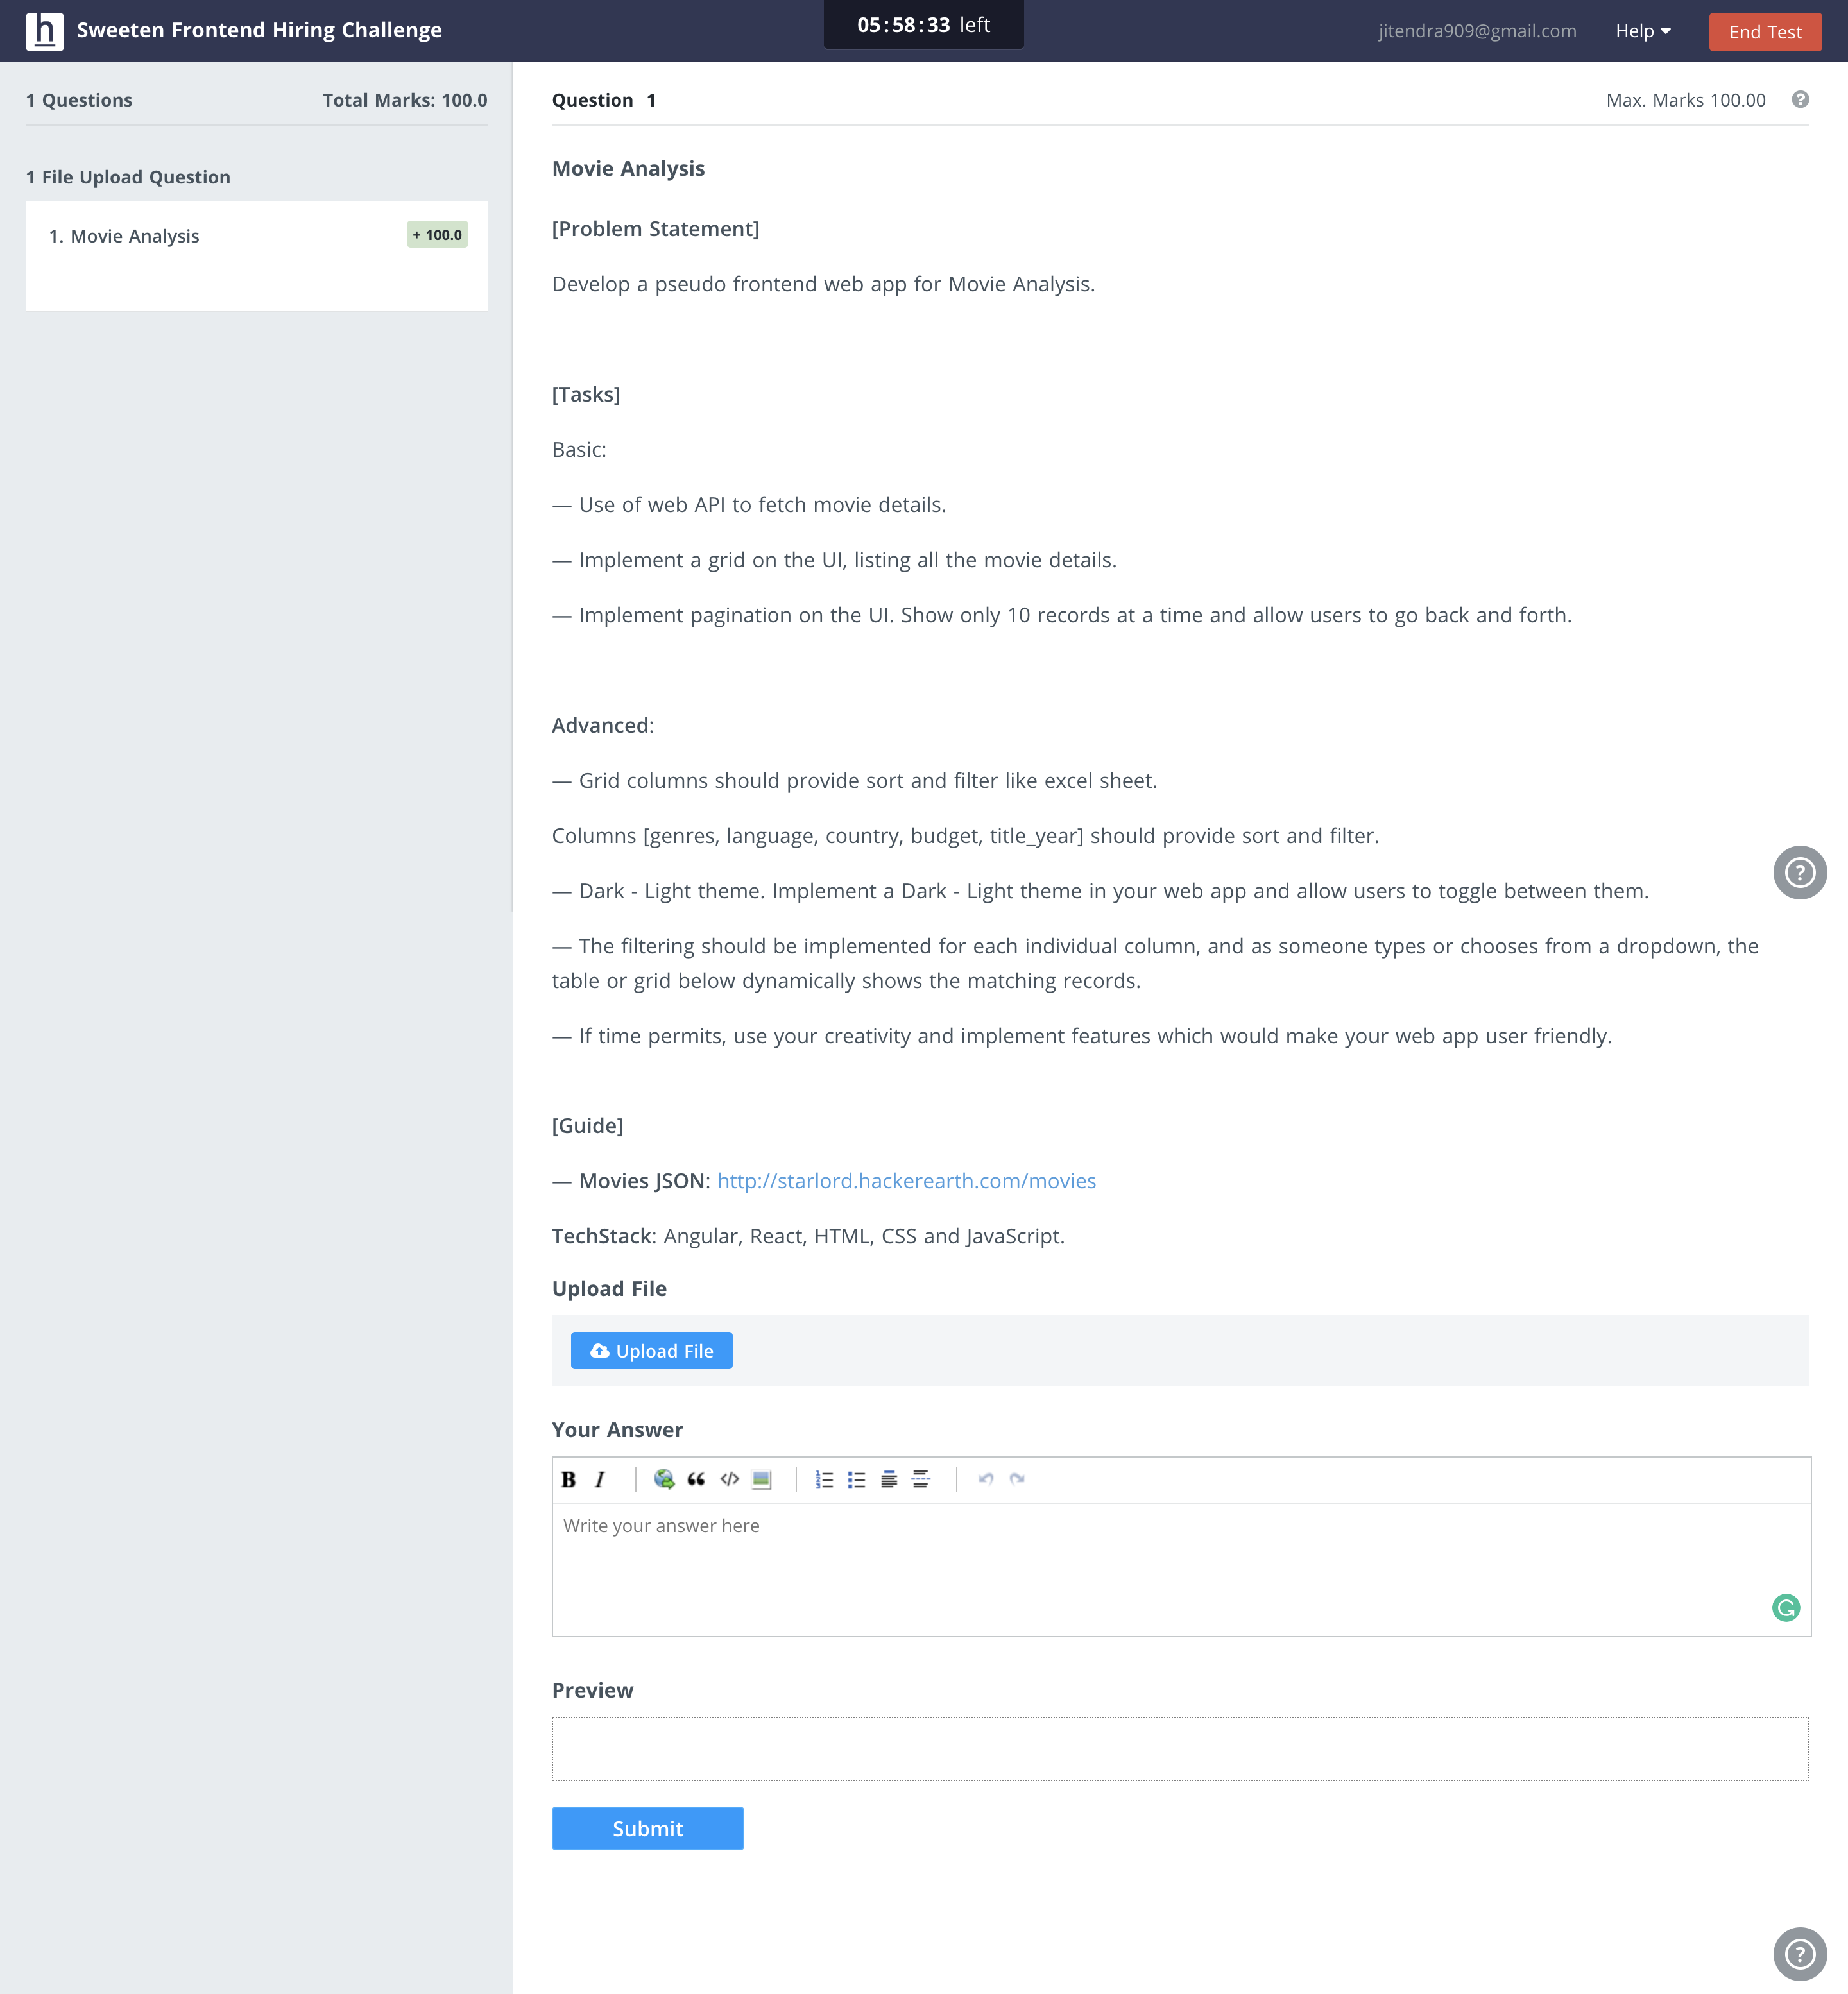 h Sweeten Frontend Hiring Challenge
05:58:33 left
jitendra909@gmail.com
Help
End Test
1 Questions
Total Marks: 100.0
1 File Upload Question
1. Movie Analysis
+ 100.0
Question 1
Max. Marks 100.00
?
Movie Analysis
[Problem Statement]
Develop a pseudo frontend web app for Movie Analysis.
[Tasks]
Basic:
— Use of web API to fetch movie details.
— Implement a grid on the UI, listing all the movie details.
— Implement pagination on the UI. Show only 10 records at a time and allow users to go back and forth.
Advanced:
— Grid columns should provide sort and filter like excel sheet.
Columns [genres, language, country, budget, title_year] should provide sort and filter.
— Dark - Light theme. Implement a Dark - Light theme in your web app and allow users to toggle between them.
?
— The filtering should be implemented for each individual column, and as someone types or chooses from a dropdown, the
table or grid below dynamically shows the matching records.
— If time permits, use your creativity and implement features which would make your web app user friendly.
[Guide]
— Movies JSON: http://starlord.hackerearth.com/movies
TechStack: Angular, React, HTML, CSS and JavaScript.
Upload File
Upload File
Your Answer
B I
Write your answer here
Preview
Submit
?